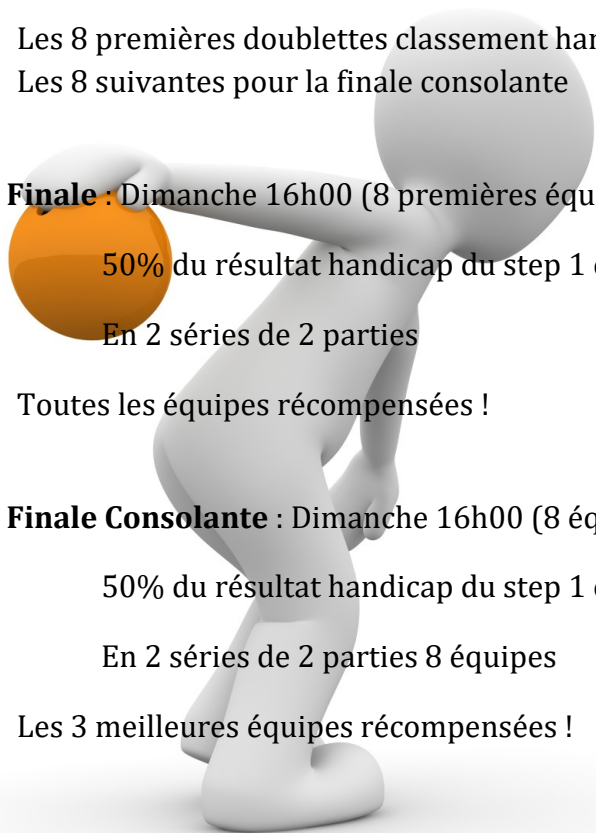 Les 8 premières doublettes classement
Les 8 suivantes pour la finale consolante
Finale : Dimanche 16h00 (8 premières
50% du résultat handicap du step 1
En 2 séries de 2 parties
Toutes les équipes récompensées !
Finale Consolante : Dimanche 16h00 (8
50% du résultat handicap du step 1
En 2 séries de 2 parties 8 équipes
Les 3 meilleures équipes récompensées !